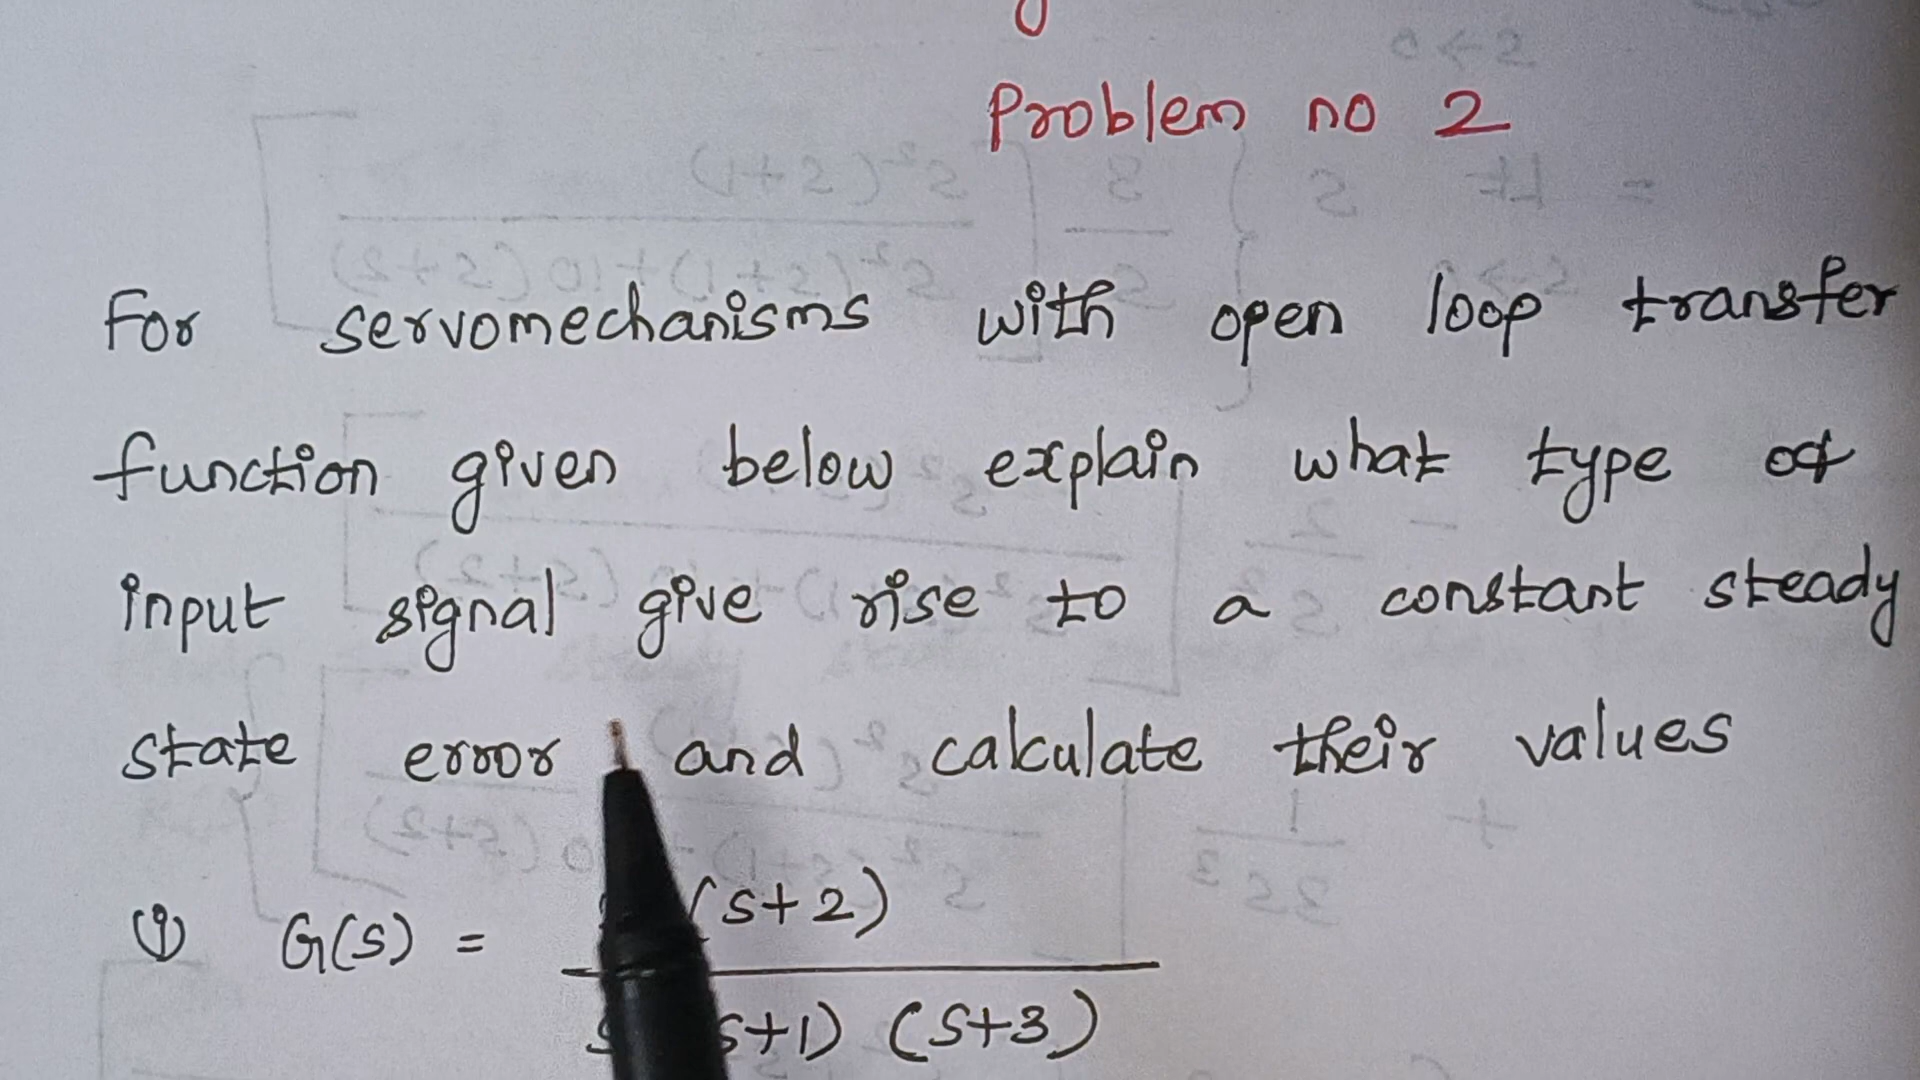 Problem no 2
For servomechanisms with open loop transfer
function given below explain what type of
input signal give rise to a constant steady
state error and calculate their values
(i) G(s) = (s+2)
s+1) (s+3)